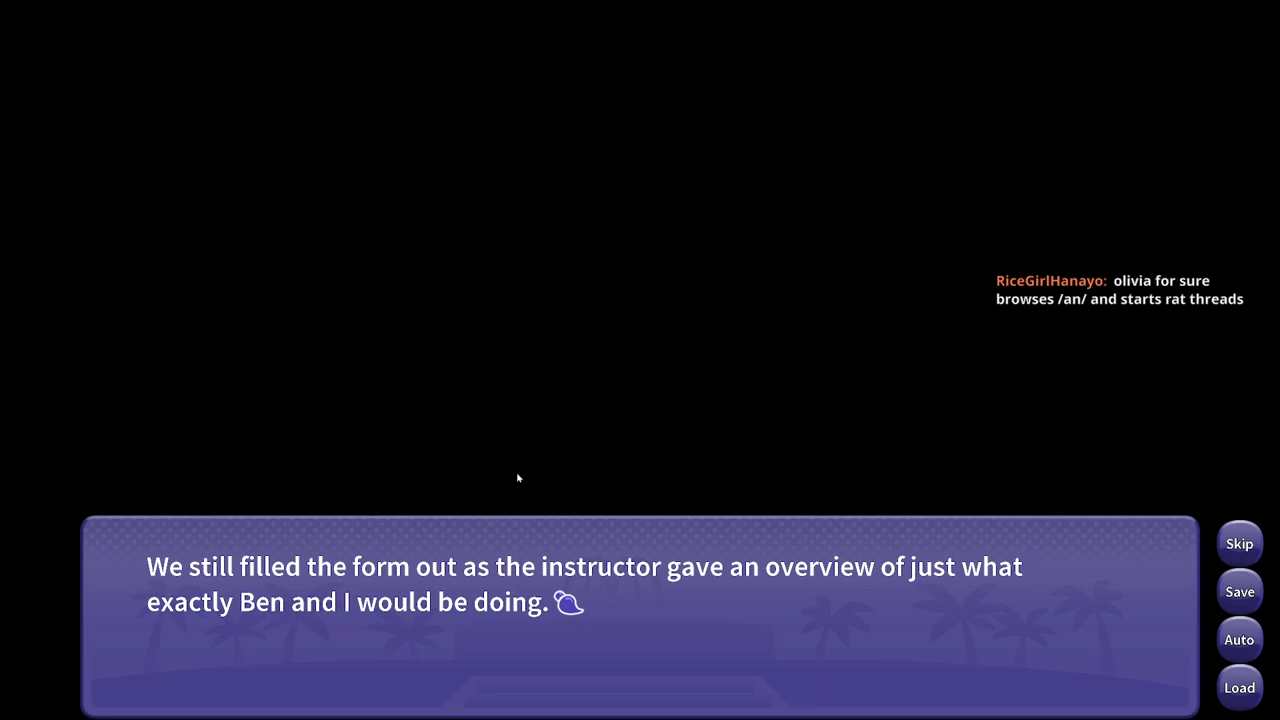 RiceGirlHanayo: olivia for sure
browses /an/ and starts rat threads
We still filled the form out as the instructor gave an overview of just what
exactly Ben and I would be doing.
Skip
Save
Auto
Load